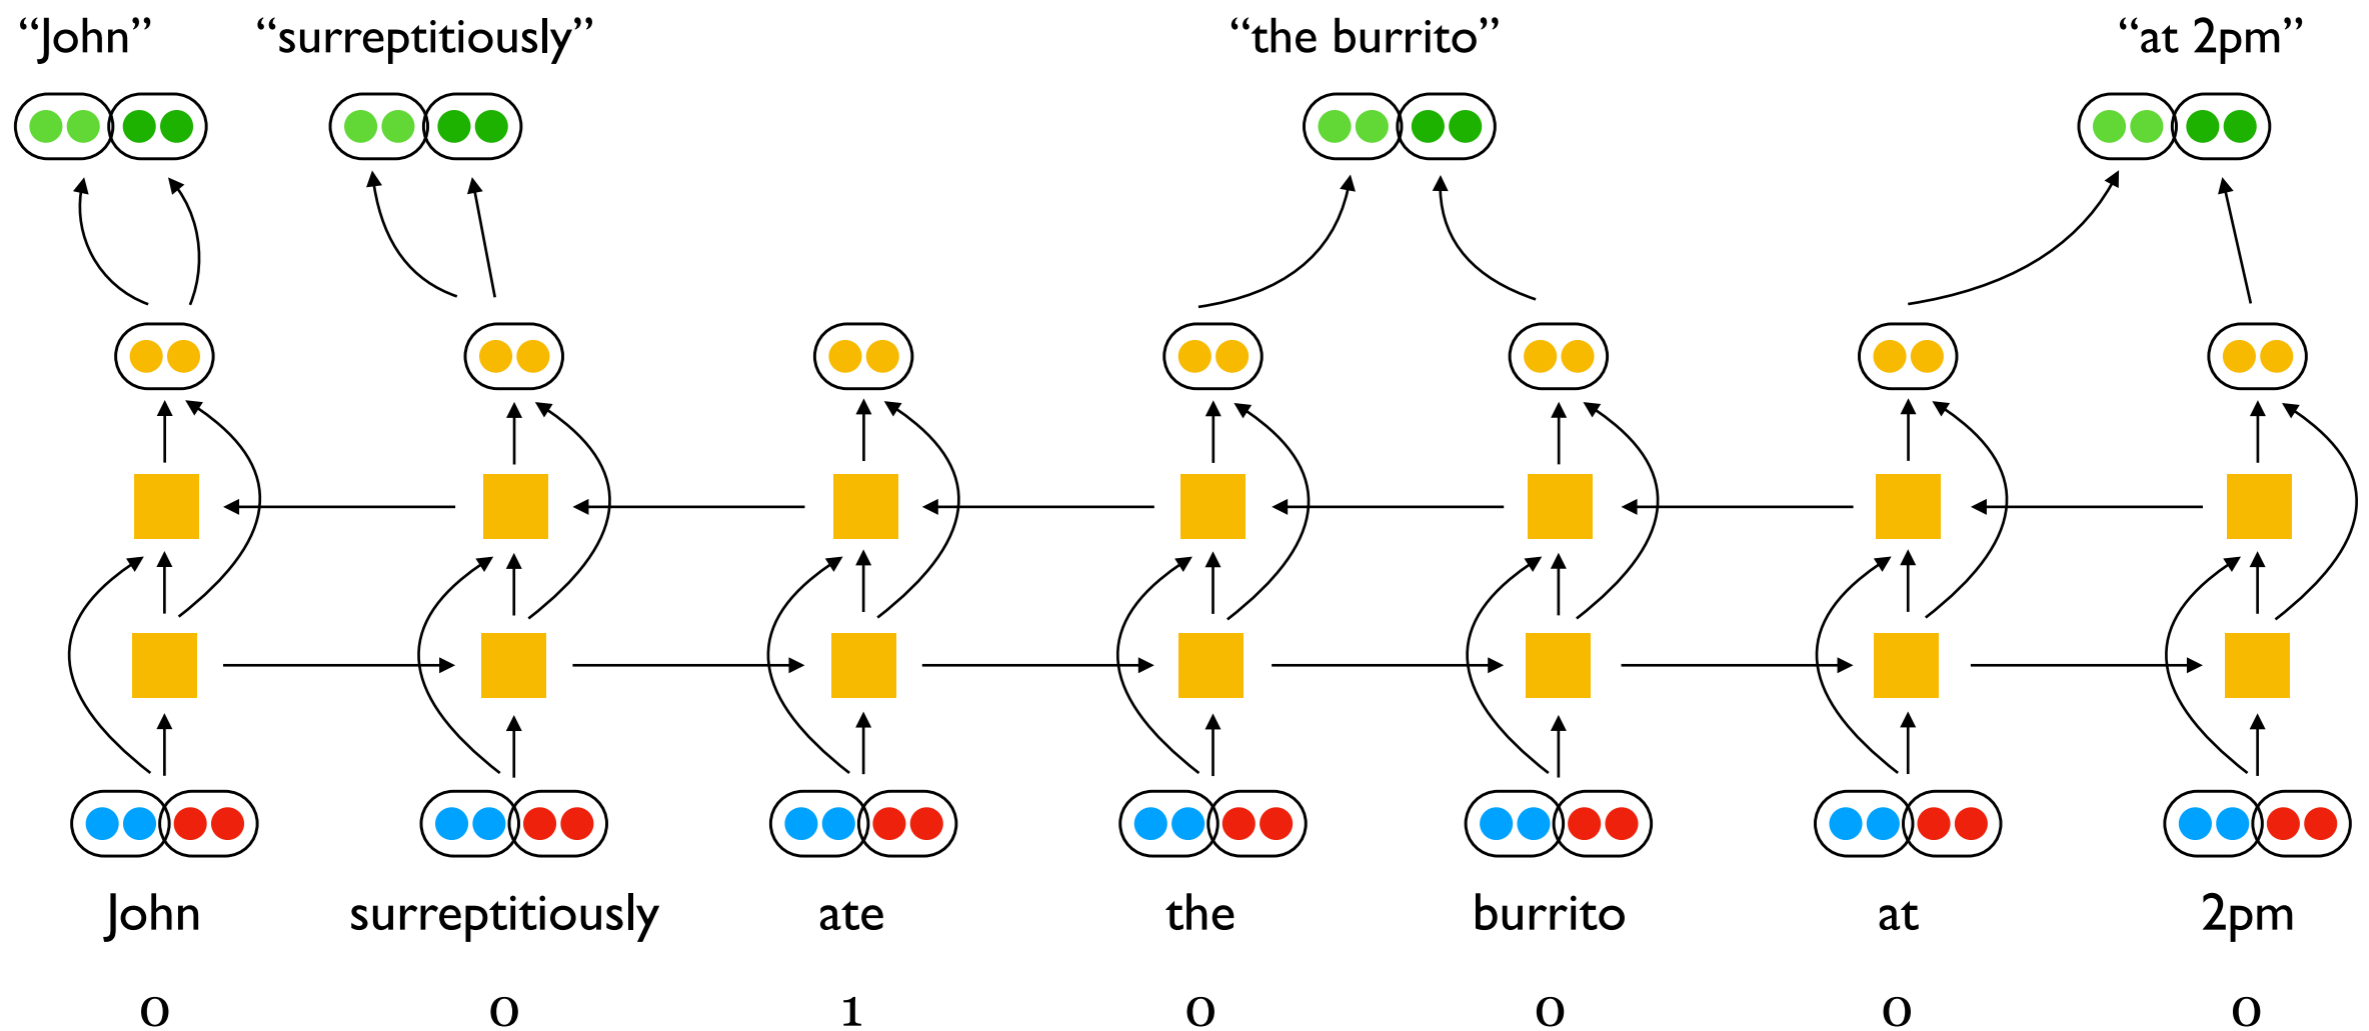 “John” “surreptitiously” “the burrito” “at 2pm”
John surreptitiously ate the burrito at 2pm
0 0 1 0 0 0 0